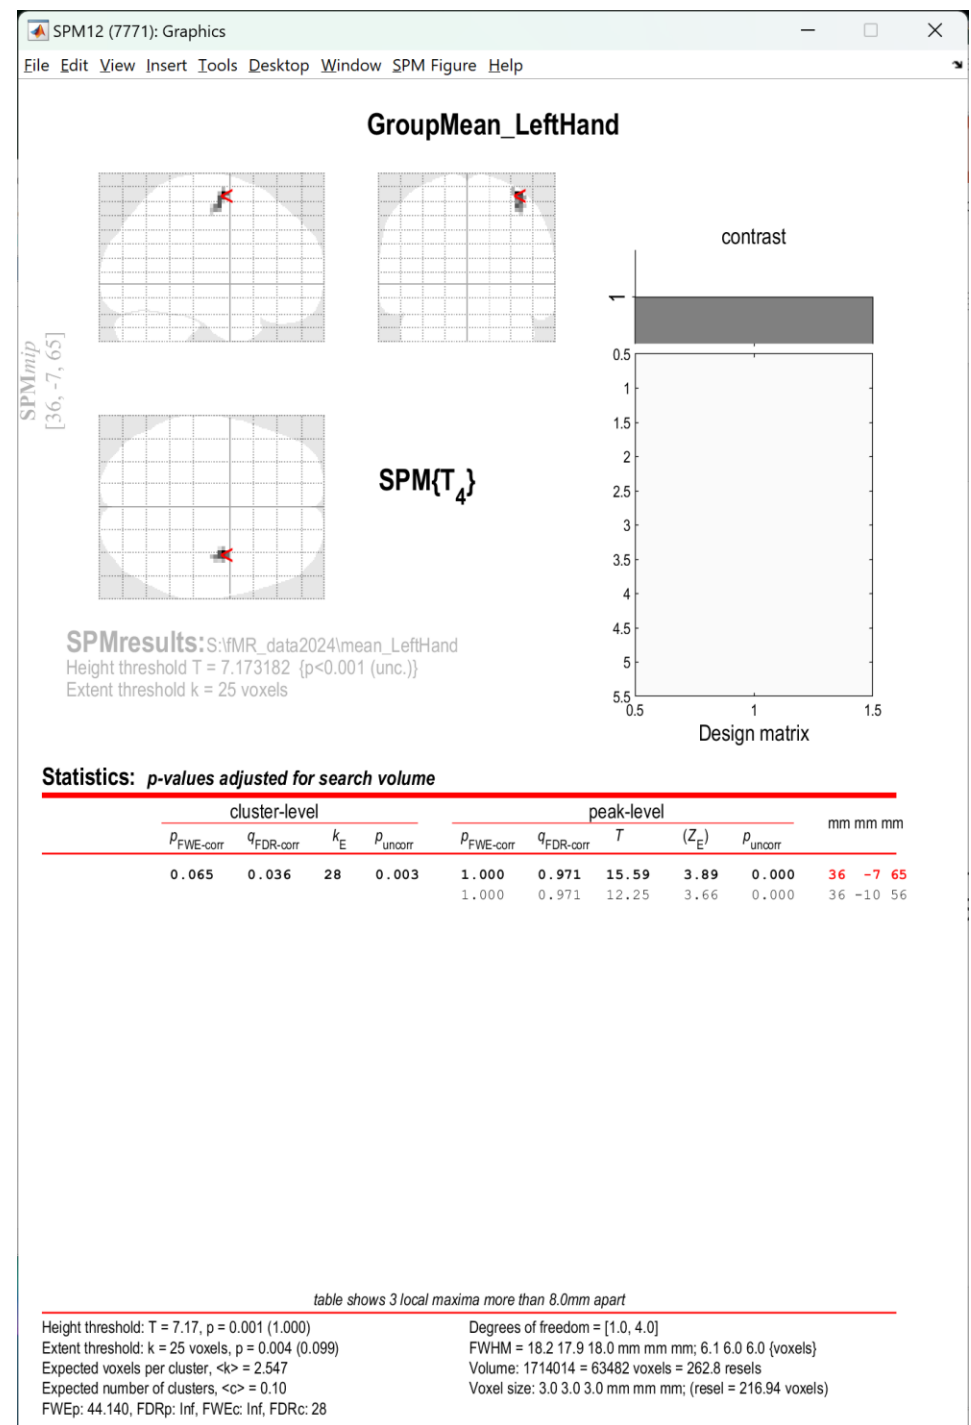 SPM12 (7771): Graphics
File Edit View Insert Tools Desktop Window SPM Figure Help
GroupMean_LeftHand
SPMmip
[36, -7, 65]
<
<
<
SPM{T4}
contrast
1
0.5
1
1.5
2
2.5
3
3.5
4
4.5
5
5.5
0.5 1 1.5
Design matrix
SPMresults: S:\fMR_data2024\mean_LeftHand
Height threshold T = 7.173182 {p<0.001 (unc.)}
Extent threshold k = 25 voxels
Statistics: p-values adjusted for search volume
cluster-level peak-level mm mm mm
pFWE-corr qFDR-corr kE puncorr pFWE-corr qFDR-corr T (ZE) puncorr
0.065 0.036 28 0.003 1.000 0.971 15.59 3.89 0.000 36 -7 65
1.000 0.971 12.25 3.66 0.000 36 -10 56
table shows 3 local maxima more than 8.0mm apart
Height threshold: T = 7.17, p = 0.001 (1.000)
Extent threshold: k = 25 voxels, p = 0.004 (0.099)
Expected voxels per cluster, <k> = 2.547
Expected number of clusters, <c> = 0.10
FWEp: 44.140, FDRp: Inf, FWEc: Inf, FDRc: 28
Degrees of freedom = [1.0, 4.0]
FWHM = 18.2 17.9 18.0 mm mm mm; 6.1 6.0 6.0 {voxels}
Volume: 1714014 = 63482 voxels = 262.8 resels
Voxel size: 3.0 3.0 3.0 mm mm mm; (resel = 216.94 voxels)